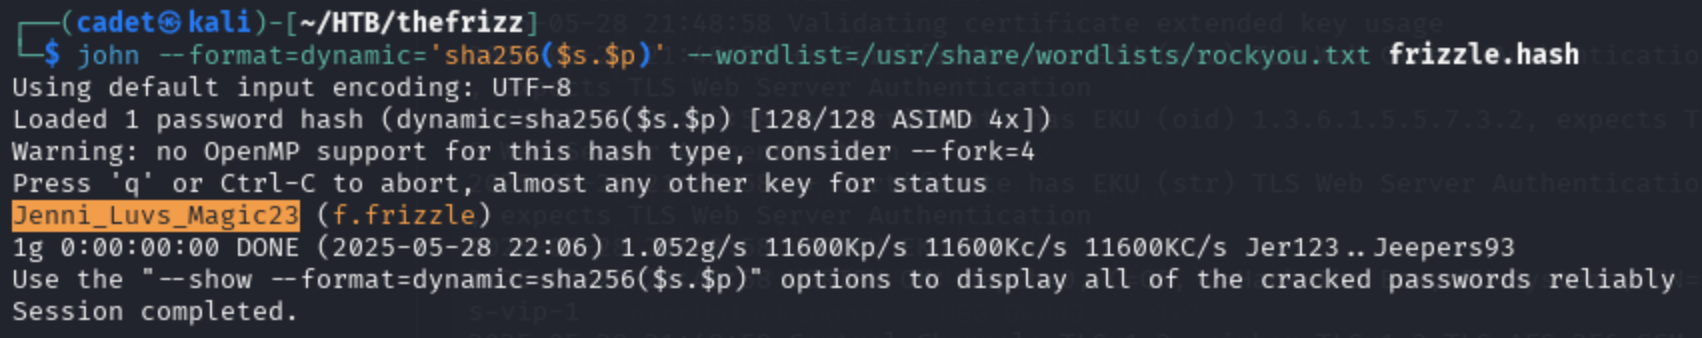 ┌──(cadet㉿kali)-[~/HTB/thefrizz]
└─$ john --format=dynamic='sha256($s.$p)' --wordlist=/usr/share/wordlists/rockyou.txt frizzle.hash
Using default input encoding: UTF-8
Loaded 1 password hash (dynamic=sha256($s.$p) [128/128 ASIMD 4x])
Warning: no OpenMP support for this hash type, consider --fork=4
Press 'q' or Ctrl-C to abort, almost any other key for status
Jenni_Luvs_Magic23 (f.frizzle)
1g 0:00:00:00 DONE (2025-05-28 22:06) 1.052g/s 11600Kp/s 11600Kc/s 11600KC/s Jer123..Jeepers93
Use the "--show --format=dynamic=sha256($s.$p)" options to display all of the cracked passwords reliably
Session completed.